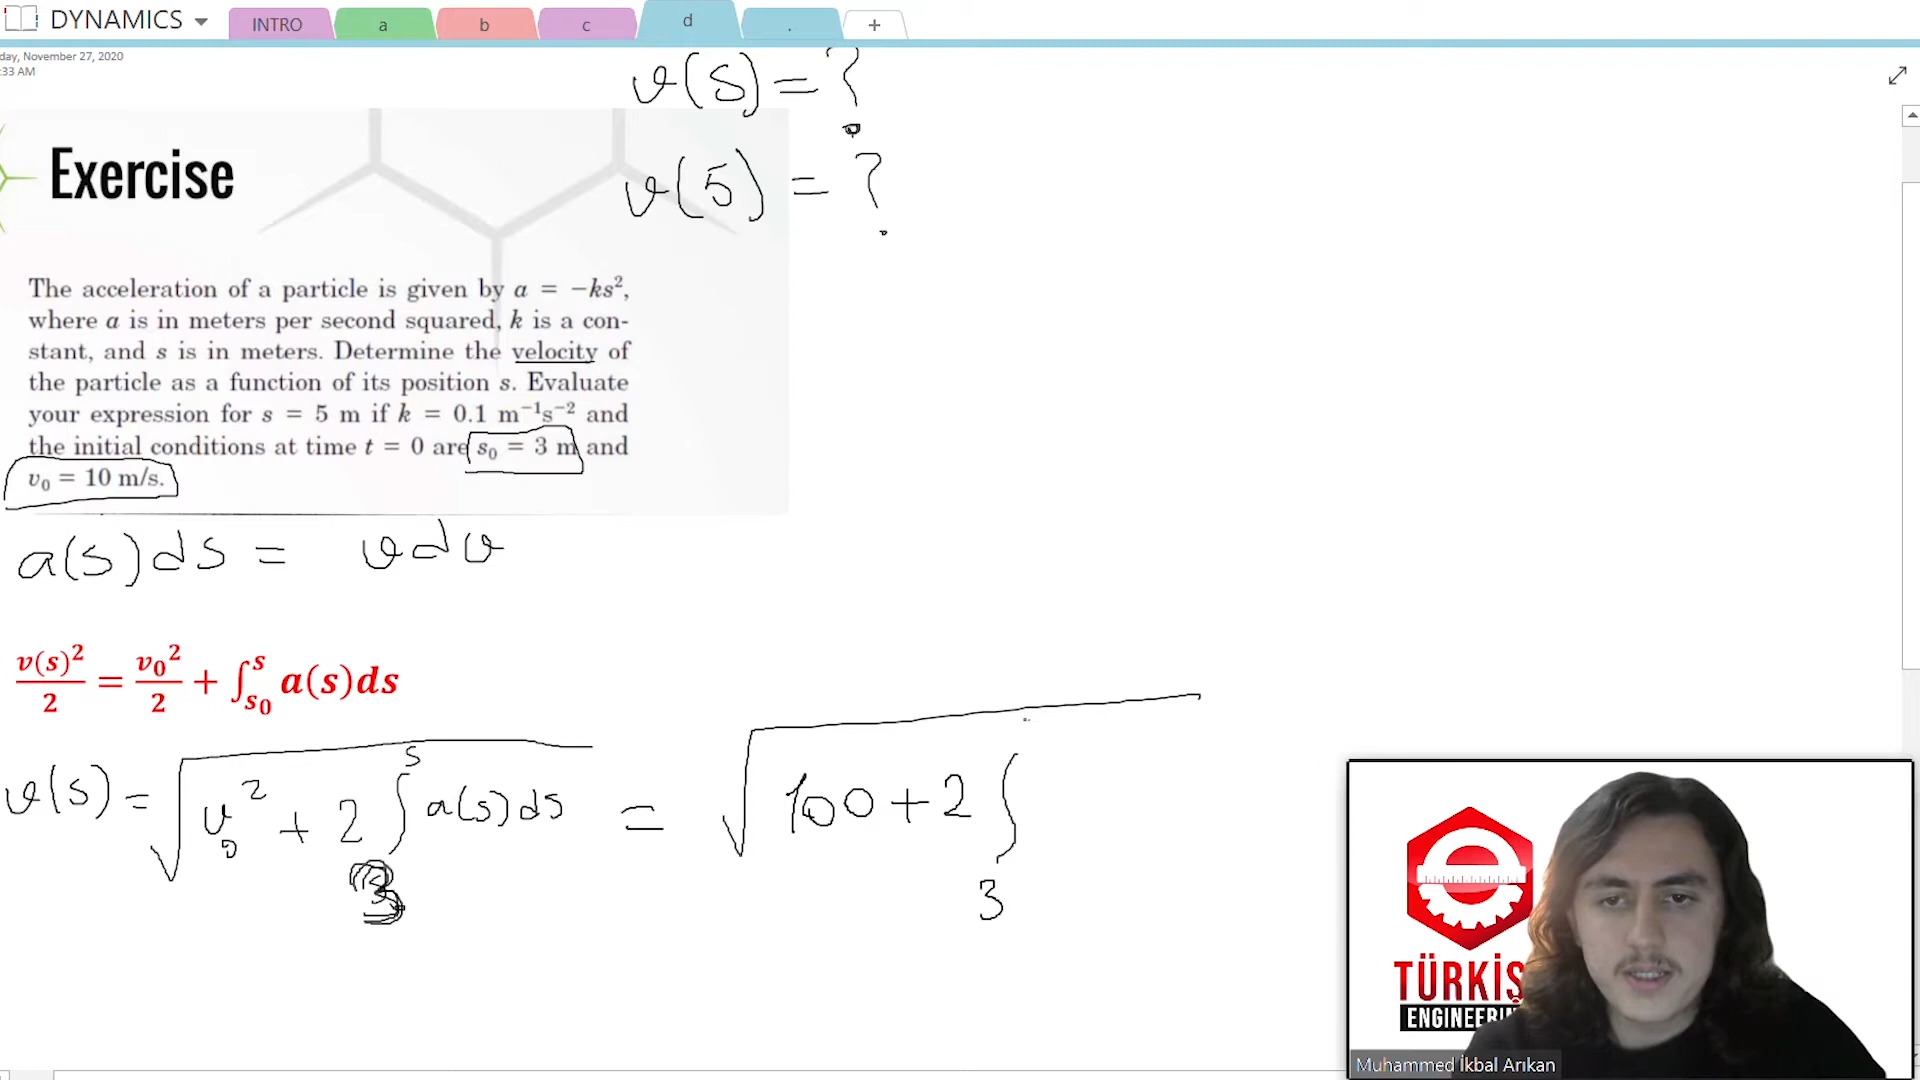 DYNAMICS
INTRO
a
b
c
d
.
+
day, November 27, 2020
:33 AM
v(s) = ?
v(5) = ?
Exercise
The acceleration of a particle is given by a = −ks²,
where a is in meters per second squared, k is a con-
stant, and s is in meters. Determine the velocity of
the particle as a function of its position s. Evaluate
your expression for s = 5 m if k = 0.1 m⁻¹s⁻² and
the initial conditions at time t = 0 are s₀ = 3 m and
v₀ = 10 m/s.
a(s)ds = vdv
v(s)²/2 = v₀²/2 + ∫ₛ₀ˢ a(s)ds
v(s) = √(v₀² + 2 ∫₃ˢ a(s)ds) = √(100 + 2 ∫₃
TÜRKİŞ
ENGINEERIN
Muhammed İkbal Arıkan